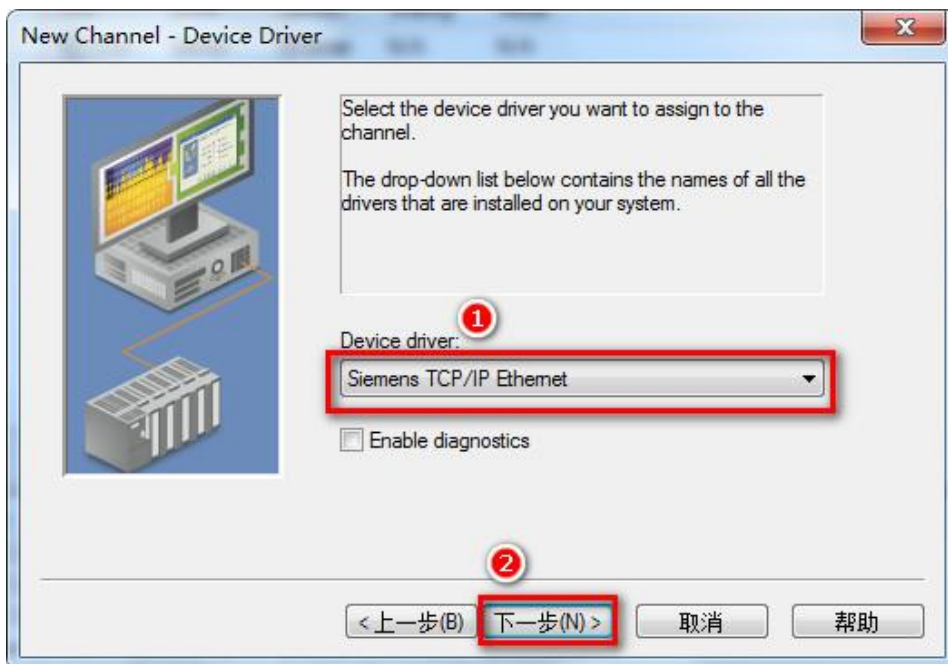 New Channel - Device Driver
Select the device driver you want to assign to the
channel.
The drop-down list below contains the names of all the
drivers that are installed on your system.
1
Device driver:
Siemens TCP/IP Ethernet
Enable diagnostics
2
<上一步(B)
下一步(N)>
取消
帮助